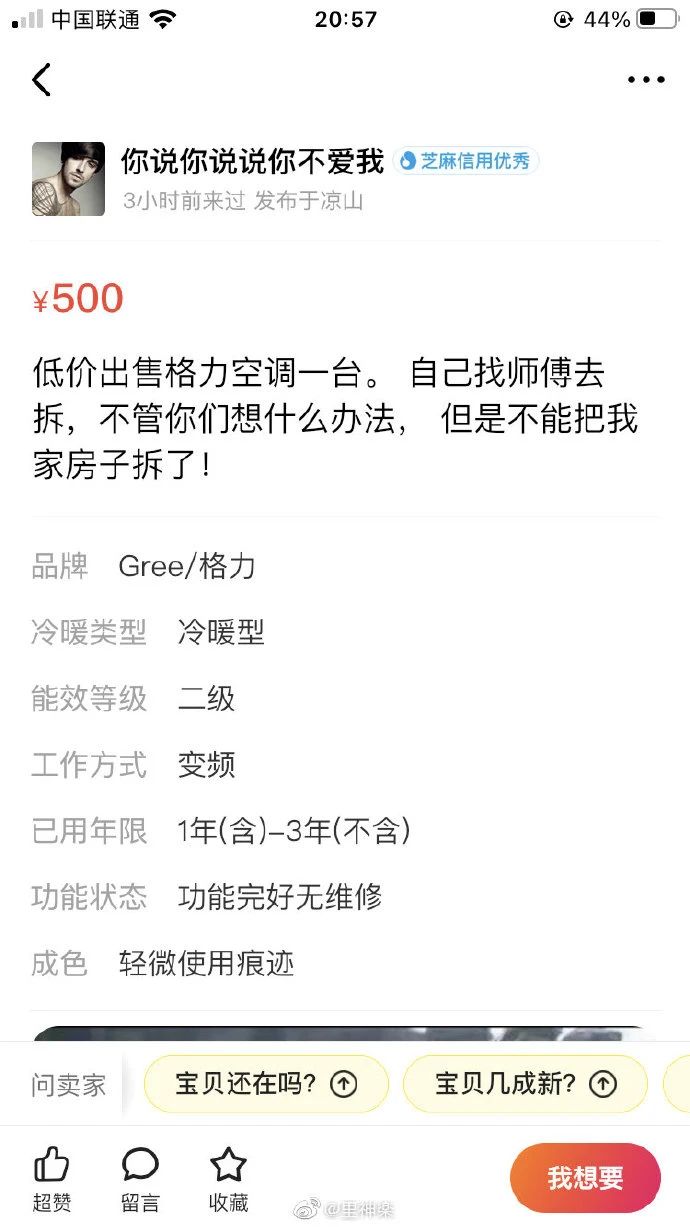 中国联通
20:57
44%
你说你说说你不爱我
芝麻信用优秀
3小时前来过 发布于凉山
¥500
低价出售格力空调一台。 自己找师傅去
拆，不管你们想什么办法， 但是不能把我
家房子拆了！
品牌 Gree/格力
冷暖类型 冷暖型
能效等级 二级
工作方式 变频
已用年限 1年(含)-3年(不含)
功能状态 功能完好无维修
成色 轻微使用痕迹
问卖家
宝贝还在吗？
宝贝几成新？
超赞
留言
收藏
我想要
@里神楽